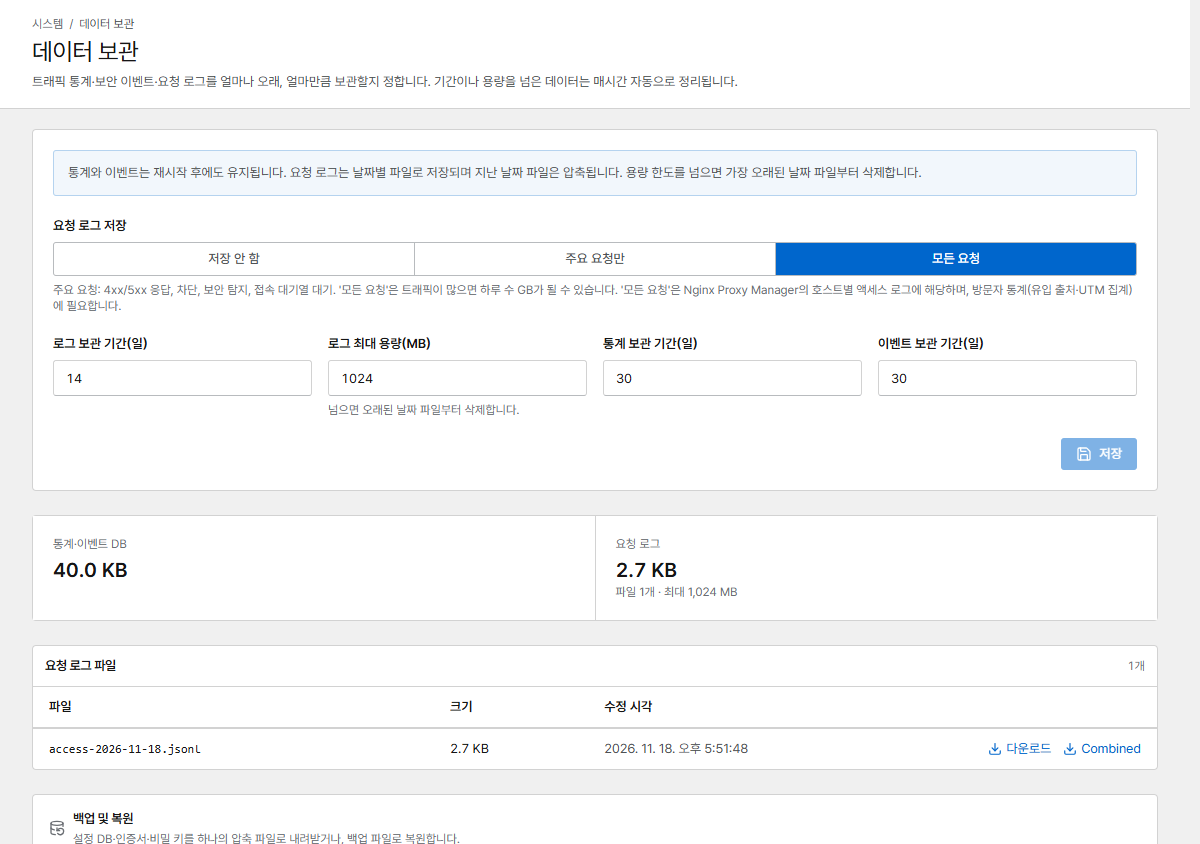 시스템 / 데이터 보관
데이터 보관
트래픽 통계·보안 이벤트·요청 로그를 얼마나 오래, 얼마만큼 보관할지 정합니다. 기간이나 용량을 넘은 데이터는 매시간 자동으로 정리됩니다.
통계와 이벤트는 재시작 후에도 유지됩니다. 요청 로그는 날짜별 파일로 저장되며 지난 날짜 파일은 압축됩니다. 용량 한도를 넘으면 가장 오래된 날짜 파일부터 삭제합니다.
요청 로그 저장
저장 안 함 주요 요청만 모든 요청
주요 요청: 4xx/5xx 응답, 차단, 보안 탐지, 접속 대기열 대기. '모든 요청'은 트래픽이 많으면 하루 수 GB가 될 수 있습니다. '모든 요청'은 Nginx Proxy Manager의 호스트별 액세스 로그에 해당하며, 방문자 통계(유입 출처·UTM 집계)
에 필요합니다.
로그 보관 기간(일) 로그 최대 용량(MB) 통계 보관 기간(일) 이벤트 보관 기간(일)
14 1024 30 30
넘으면 오래된 날짜 파일부터 삭제합니다.
저장
통계·이벤트 DB 요청 로그
40.0 KB 2.7 KB
파일 1개 · 최대 1,024 MB
요청 로그 파일 1개
파일 크기 수정 시각
access-2026-11-18.jsonl 2.7 KB 2026. 11. 18. 오후 5:51:48 다운로드 Combined
백업 및 복원
설정 DB·인증서·비밀 키를 하나의 압축 파일로 내려받거나, 백업 파일로 복원합니다.